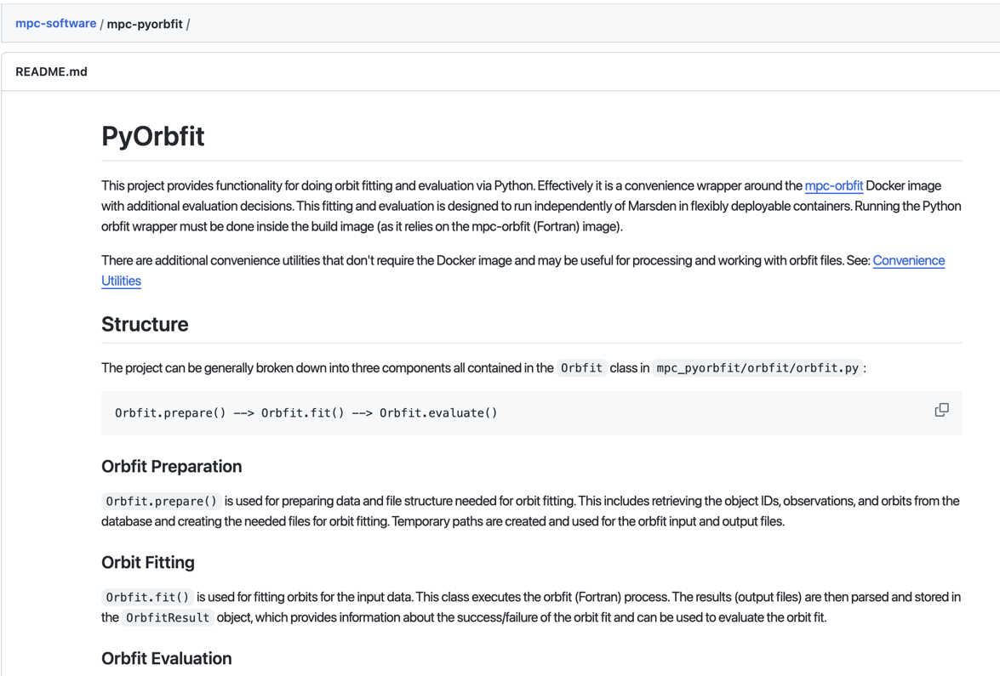 mpc-software / mpc-pyorbfit /
README.md
PyOrbfit
This project provides functionality for doing orbit fitting and evaluation via Python. Effectively it is a convenience wrapper around the mpc-orbfit Docker image
with additional evaluation decisions. This fitting and evaluation is designed to run independently of Marsden in flexibly deployable containers. Running the Python
orbfit wrapper must be done inside the build image (as it relies on the mpc-orbfit (Fortran) image).
There are additional convenience utilities that don't require the Docker image and may be useful for processing and working with orbfit files. See: Convenience
Utilities
Structure
The project can be generally broken down into three components all contained in the Orbfit class in mpc_pyorbfit/orbfit/orbfit.py :
Orbfit.prepare() --> Orbfit.fit() --> Orbfit.evaluate()
Orbfit Preparation
Orbfit.prepare() is used for preparing data and file structure needed for orbit fitting. This includes retrieving the object IDs, observations, and orbits from the
database and creating the needed files for orbit fitting. Temporary paths are created and used for the orbfit input and output files.
Orbit Fitting
Orbfit.fit() is used for fitting orbits for the input data. This class executes the orbfit (Fortran) process. The results (output files) are then parsed and stored in
the OrbfitResult object, which provides information about the success/failure of the orbit fit and can be used to evaluate the orbit fit.
Orbfit Evaluation